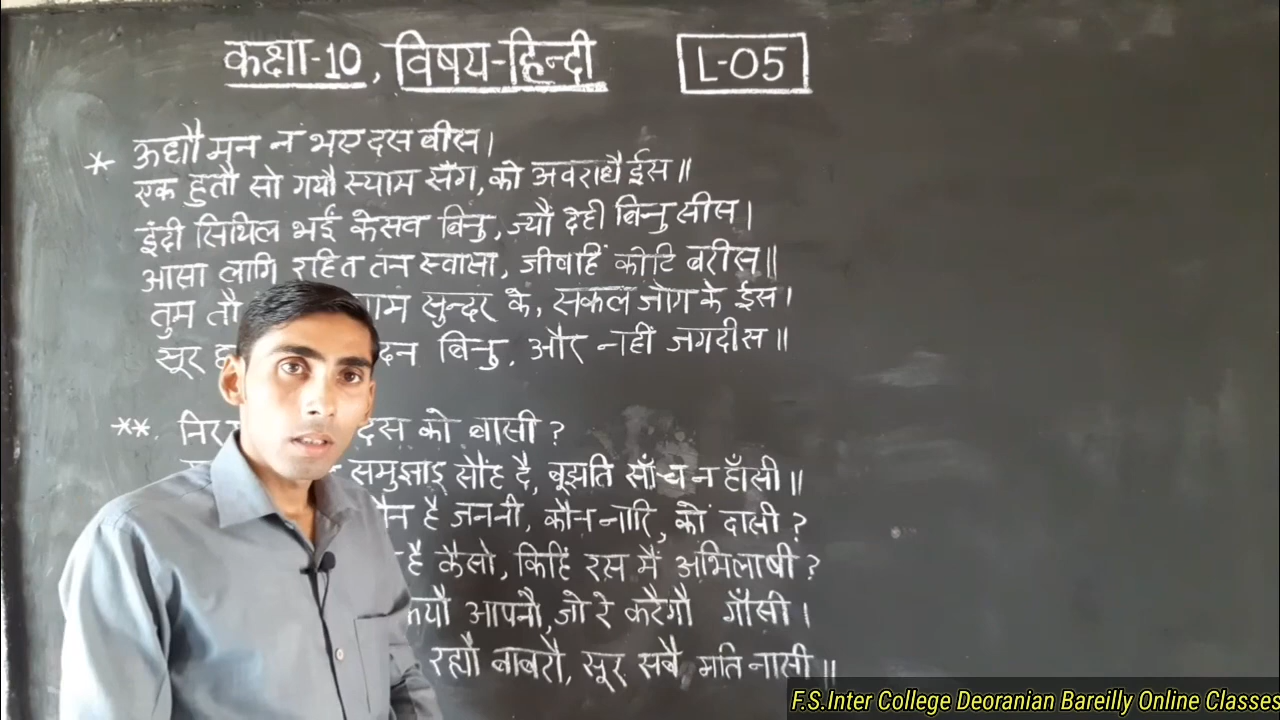 कक्षा-10, विषय-हिन्दी L-05
* ऊधौ मन न भए दस बीस।
एक हुतौ सो गयौ स्याम सँग, को अवराधै ईस॥
इंद्री सिथिल भईं केसव बिनु, ज्यौं देही बिनु सीस।
आसा लागि रहित तन स्वासा, जीवहिं कोटि बरीस॥
तुम तौ सुन्दर के, सकल जोग के ईस।
सूर बिनु, और नहीं जगदीस॥
**. को बासी ?
समुझाइ सौंह दै, बूझति साँच न हाँसी॥
है जननी, कौन नारि, को दासी ?
है कैसो, किहिं रस मैं अभिलाषी ?
आपनौ, जो रे करैगौ गाँसी।
रह्यौ बावरौ, सूर सबै मति नासी॥
F.S.Inter College Deoranian Bareilly Online Classes